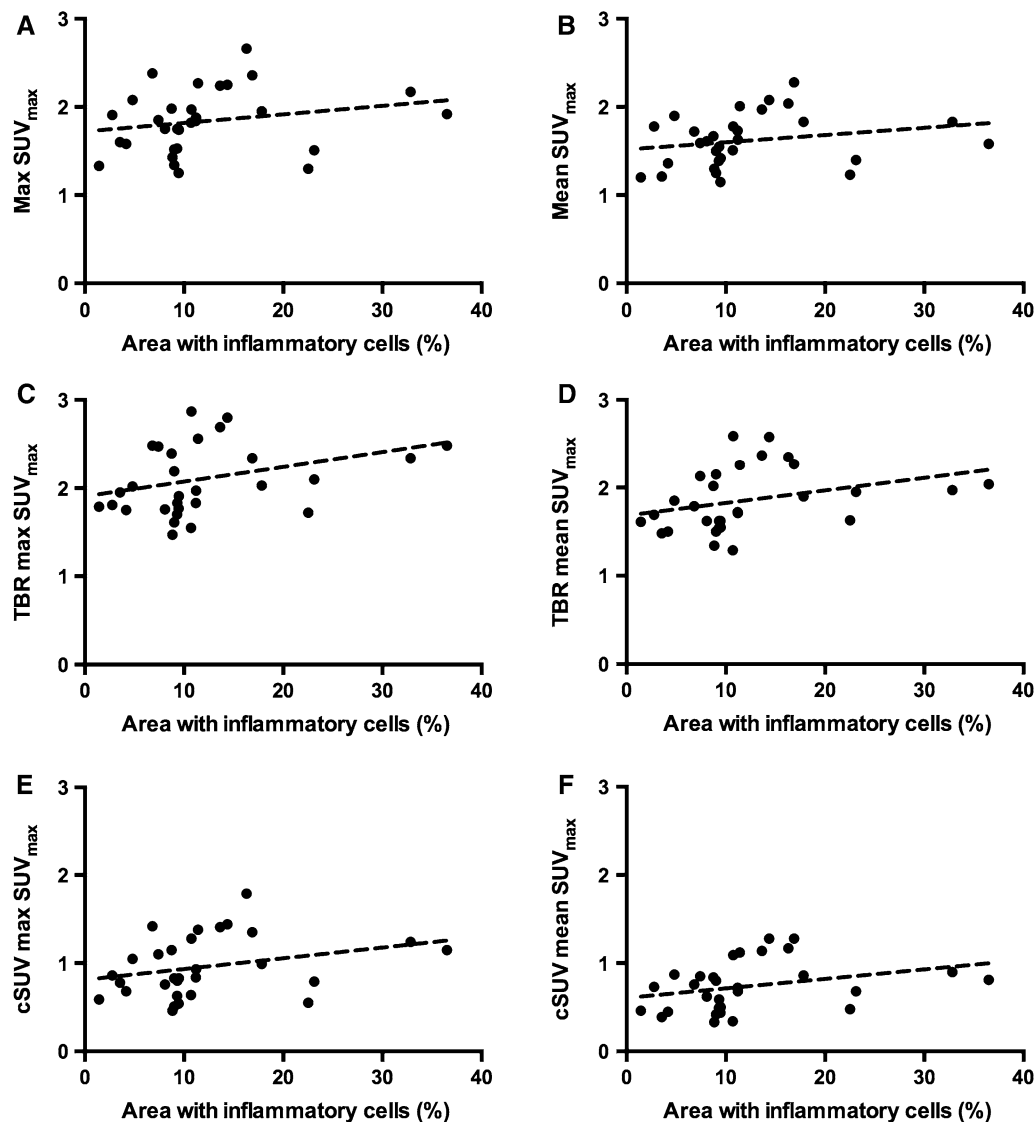 A
Max SUVmax
3
2
1
0
0 10 20 30 40
Area with inflammatory cells (%)
B
Mean SUVmax
3
2
1
0
0 10 20 30 40
Area with inflammatory cells (%)
C
TBR max SUVmax
3
2
1
0
0 10 20 30 40
Area with inflammatory cells (%)
D
TBR mean SUVmax
3
2
1
0
0 10 20 30 40
Area with inflammatory cells (%)
E
cSUV max SUVmax
3
2
1
0
0 10 20 30 40
Area with inflammatory cells (%)
F
cSUV mean SUVmax
3
2
1
0
0 10 20 30 40
Area with inflammatory cells (%)